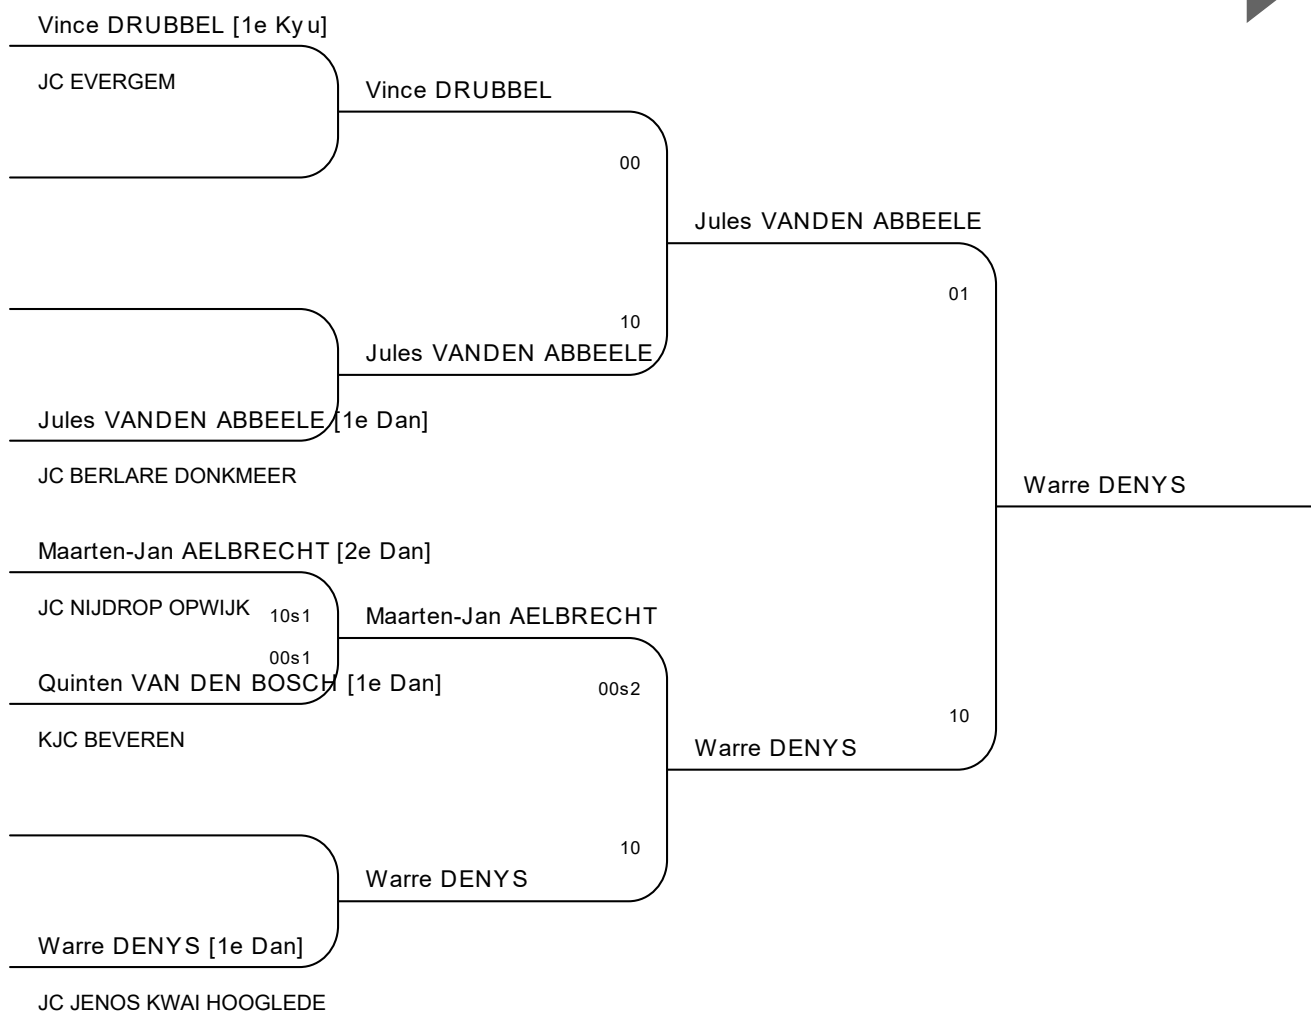 Vince DRUBBEL [1e Kyu]
JC EVERGEM
Vince DRUBBEL
00
Jules VANDEN ABBEELE
01
10
Jules VANDEN ABBEELE
Jules VANDEN ABBEELE [1e Dan]
JC BERLARE DONKMEER
Warre DENYS
Maarten-Jan AELBRECHT [2e Dan]
JC NIJDROP OPWIJK 10s1
Maarten-Jan AELBRECHT
00s1
Quinten VAN DEN BOSCH [1e Dan]
00s2
10
KJC BEVEREN
Warre DENYS
10
Warre DENYS
Warre DENYS [1e Dan]
JC JENOS KWAI HOOGLEDE